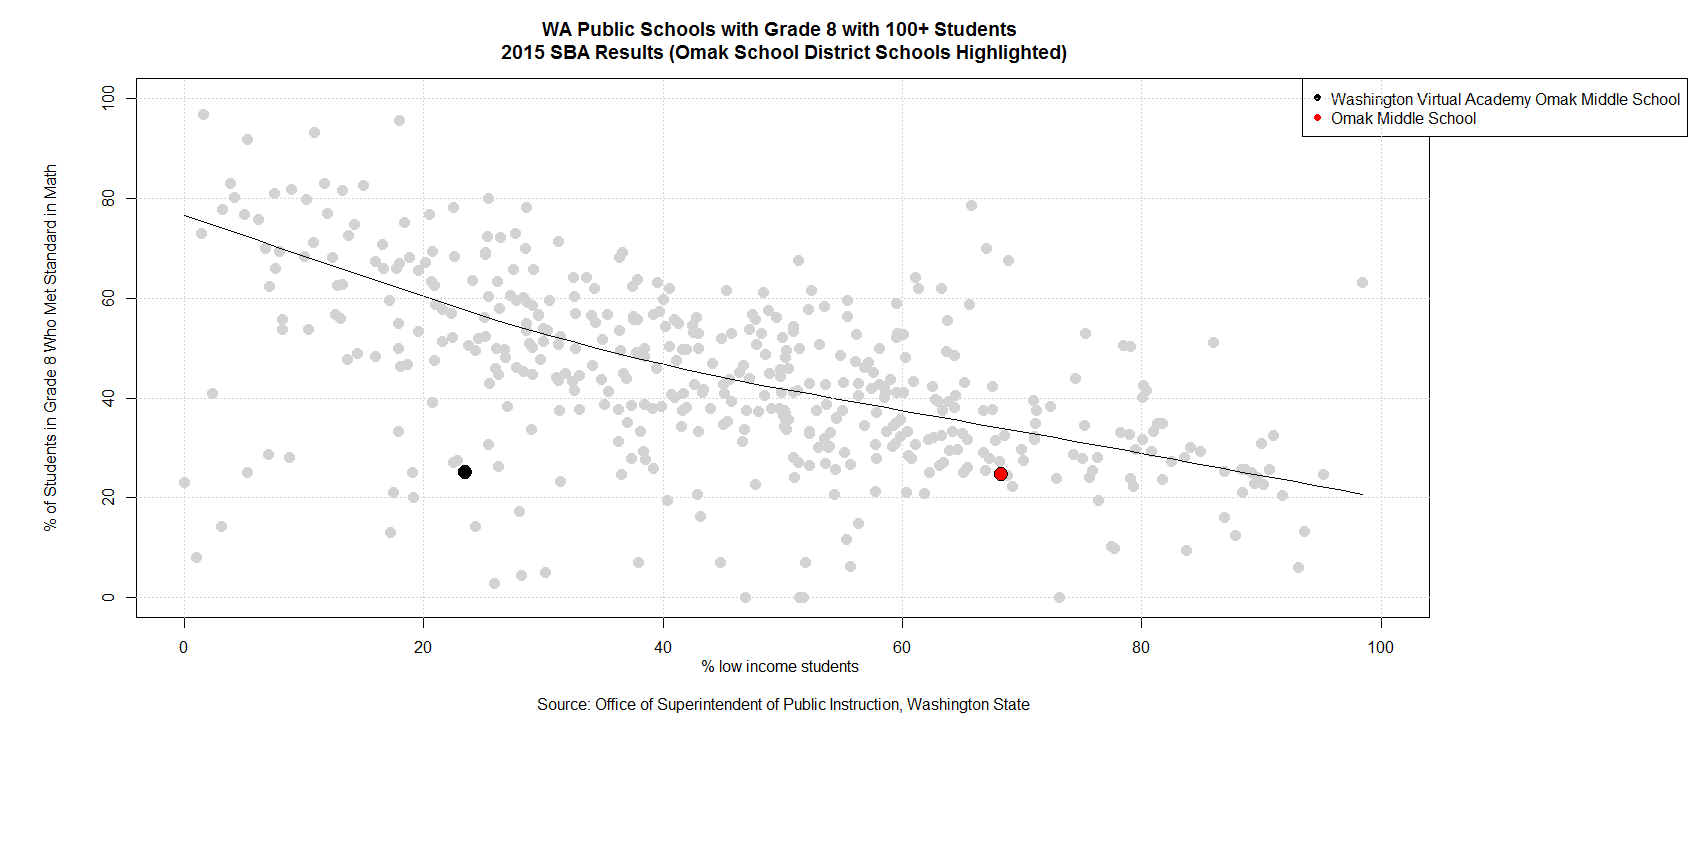 WA Public Schools with Grade 8 with 100+ Students
2015 SBA Results (Omak School District Schools Highlighted)
Washington Virtual Academy Omak Middle School
Omak Middle School
% of Students in Grade 8 Who Met Standard in Math
100
80
60
40
20
0
0 20 40 60 80 100
% low income students
Source: Office of Superintendent of Public Instruction, Washington State